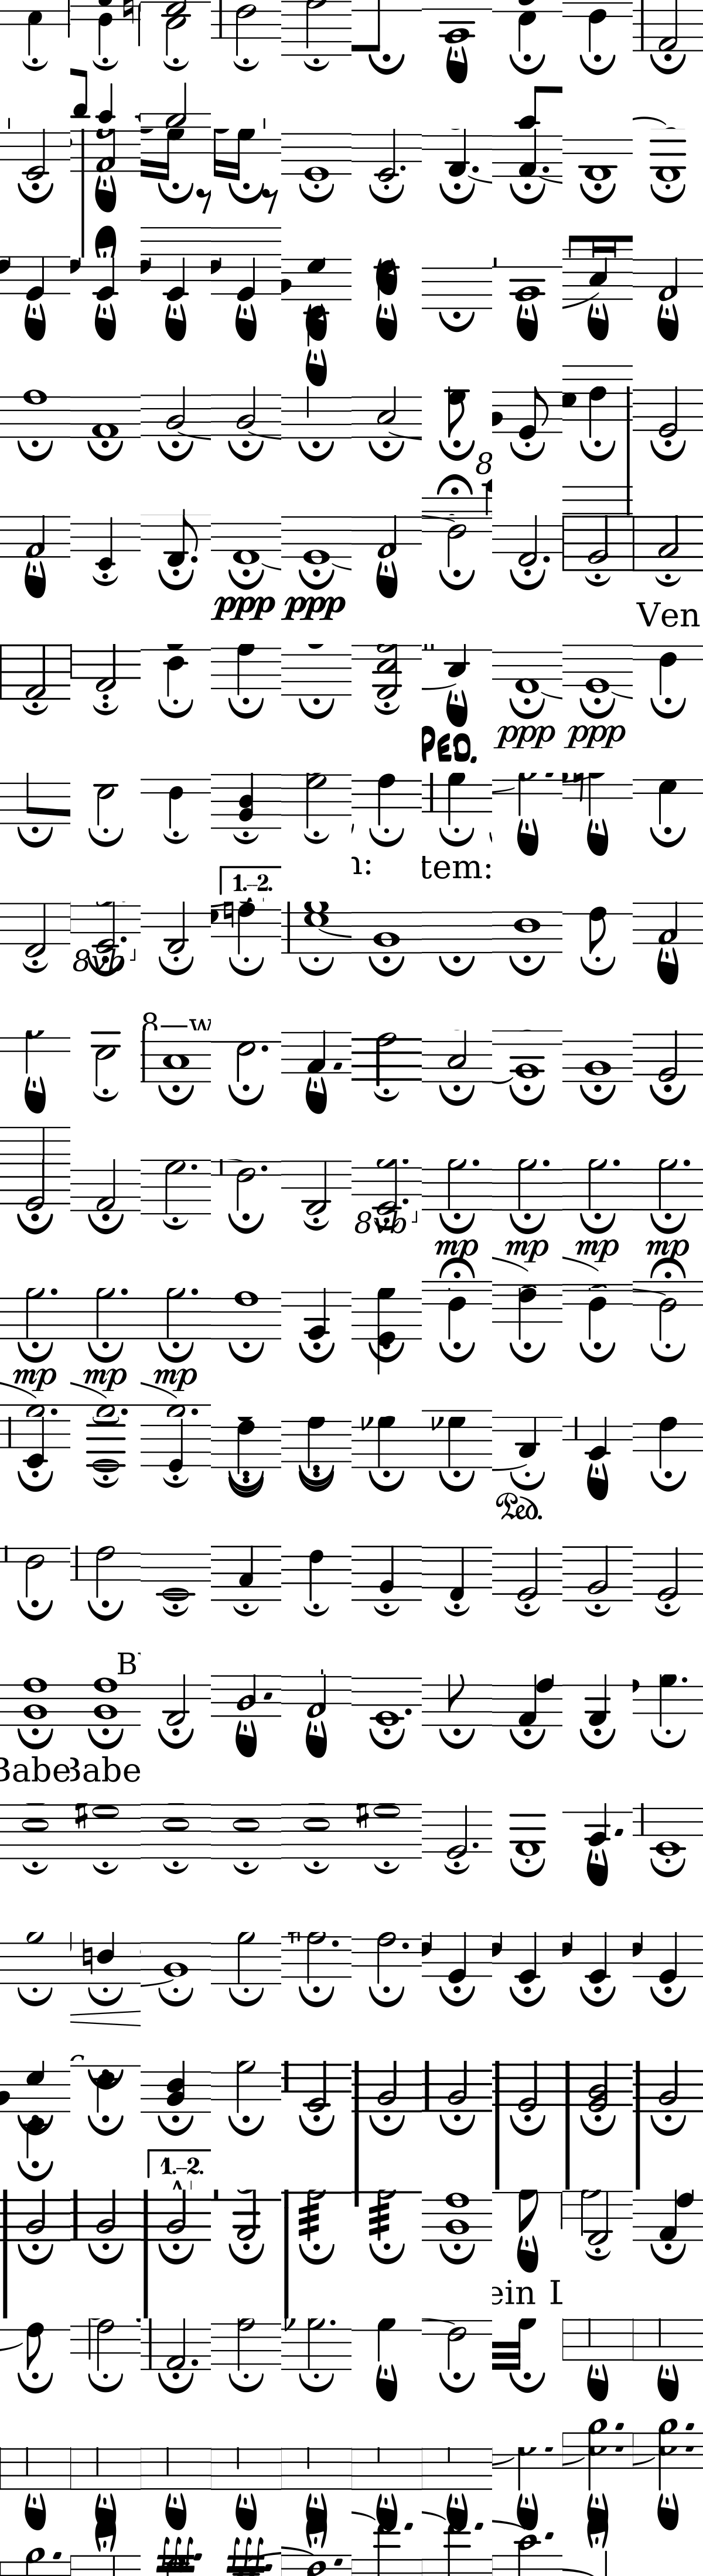 8
ppp ppp
Ven
PED. ppp ppp
n: tem:
8vb 1.–2.
8
8vb
mp mp mp mp
mp mp mp
Ped.
B
Babe Babe
1.–2.
ein